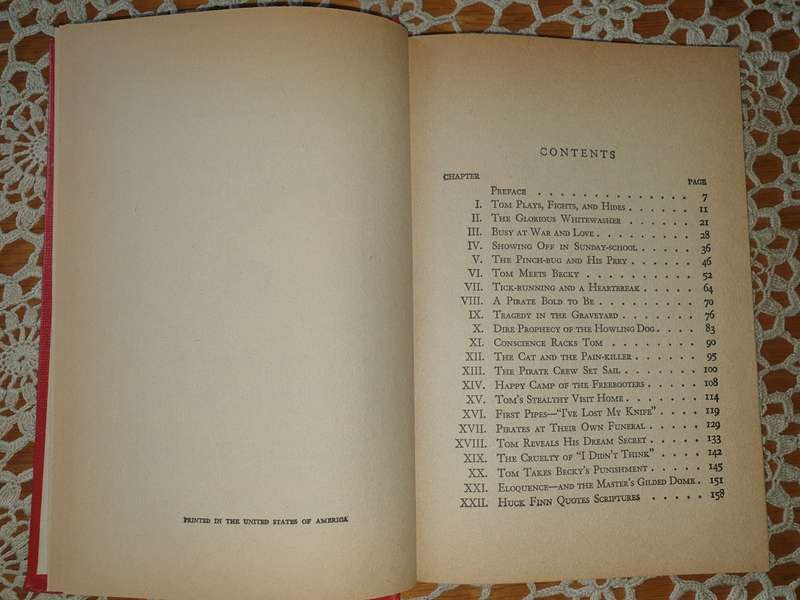 PRINTED IN THE UNITED STATES OF AMERICA
CONTENTS
CHAPTER PAGE
PREFACE . . . . . . . . . . . . . . 7
I. TOM PLAYS, FIGHTS, AND HIDES . . . . . . 11
II. THE GLORIOUS WHITEWASHER . . . . . . 21
III. BUSY AT WAR AND LOVE . . . . . . . . . 28
IV. SHOWING OFF IN SUNDAY-SCHOOL . . . . . 36
V. THE PINCH-BUG AND HIS PREY . . . . . . 46
VI. TOM MEETS BECKY . . . . . . . . . . 52
VII. TICK-RUNNING AND A HEARTBREAK . . . . . 64
VIII. A PIRATE BOLD TO BE . . . . . . . . . 70
IX. TRAGEDY IN THE GRAVEYARD . . . . . . . 76
X. DIRE PROPHECY OF THE HOWLING DOG . . . . 83
XI. CONSCIENCE RACKS TOM . . . . . . . . 90
XII. THE CAT AND THE PAIN-KILLER . . . . . . 95
XIII. THE PIRATE CREW SET SAIL . . . . . . . 100
XIV. HAPPY CAMP OF THE FREEBOOTERS . . . . . 108
XV. TOM'S STEALTHY VISIT HOME . . . . . . . 114
XVI. FIRST PIPES—"I'VE LOST MY KNIFE" . . . . 119
XVII. PIRATES AT THEIR OWN FUNERAL . . . . . 129
XVIII. TOM REVEALS HIS DREAM SECRET . . . . . 133
XIX. THE CRUELTY OF "I DIDN'T THINK" . . . . 142
XX. TOM TAKES BECKY'S PUNISHMENT . . . . . 145
XXI. ELOQUENCE—AND THE MASTER'S GILDED DOME . 151
XXII. HUCK FINN QUOTES SCRIPTURES . . . . . 158